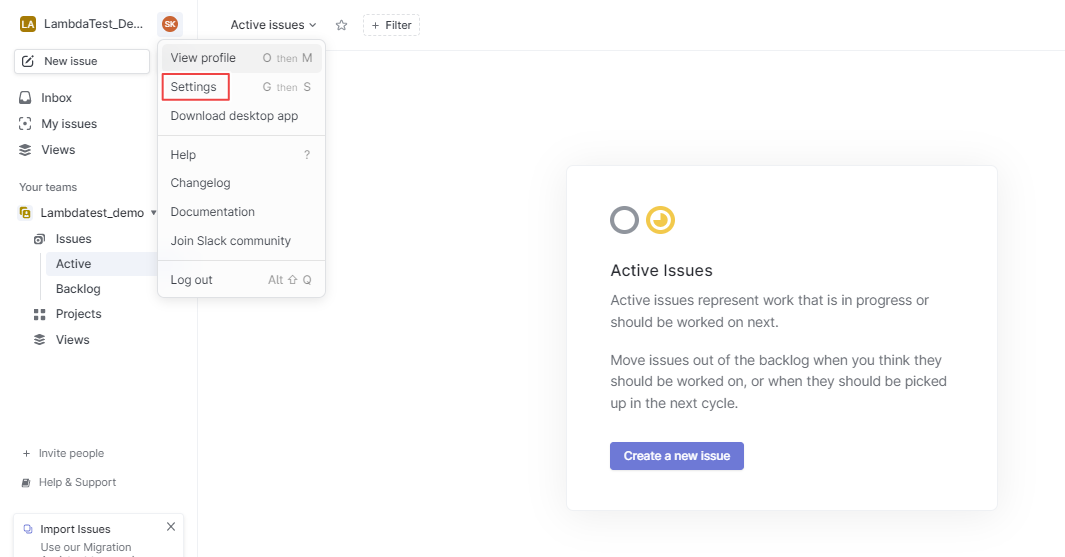 LA LambdaTest_De... SK
New issue
Inbox
My issues
Views
Your teams
Lambdatest_demo
Issues
Active
Backlog
Projects
Views
Invite people
Help & Support
Import Issues
Use our Migration
View profile O then M
Settings G then S
Download desktop app
Help ?
Changelog
Documentation
Join Slack community
Log out Alt ⇧ Q
Active issues + Filter
Active Issues
Active issues represent work that is in progress or
should be worked on next.
Move issues out of the backlog when you think they
should be worked on, or when they should be picked
up in the next cycle.
Create a new issue